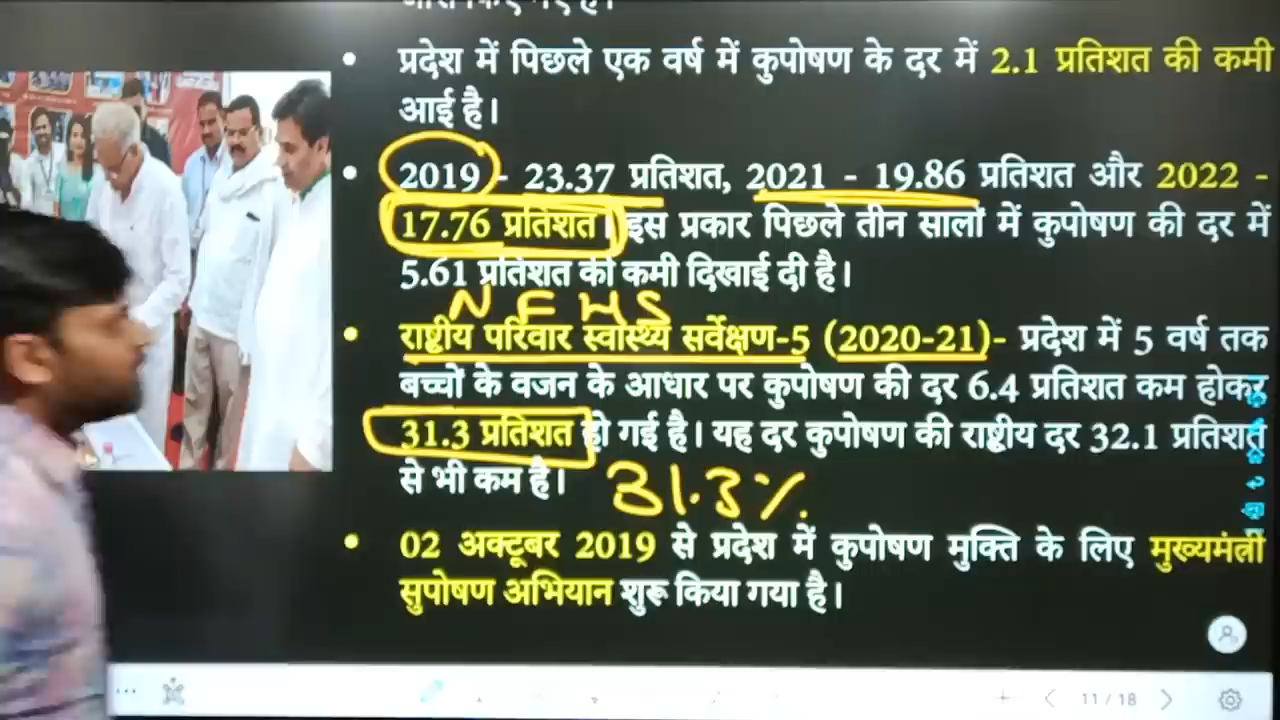 प्रदेश में पिछले एक वर्ष में कुपोषण के दर में 2.1 प्रतिशत की कमी
आई है।
2019 - 23.37 प्रतिशत, 2021 - 19.86 प्रतिशत और 2022 -
17.76 प्रतिशत। इस प्रकार पिछले तीन सालों में कुपोषण की दर में
5.61 प्रतिशत की कमी दिखाई दी है।
N F H S
राष्ट्रीय परिवार स्वास्थ्य सर्वेक्षण-5 (2020-21)- प्रदेश में 5 वर्ष तक
बच्चों के वजन के आधार पर कुपोषण की दर 6.4 प्रतिशत कम होकर
31.3 प्रतिशत हो गई है। यह दर कुपोषण की राष्ट्रीय दर 32.1 प्रतिशत
से भी कम है।
31.3%
02 अक्टूबर 2019 से प्रदेश में कुपोषण मुक्ति के लिए मुख्यमंत्री
सुपोषण अभियान शुरू किया गया है।
11 / 18